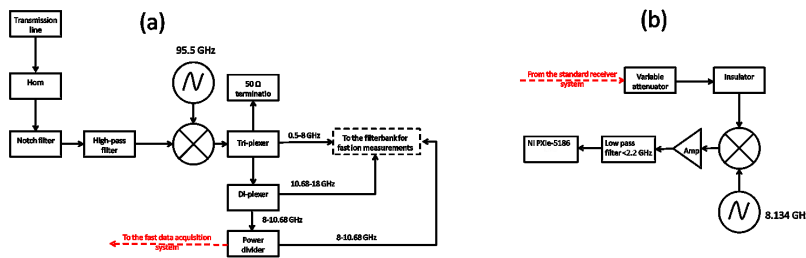 (a)
Transmission
line
Horn
Notch filter
High-pass
filter
95.5 GHz
50 Ω
terminatio
Tri-plexer
0.5-8 GHz
To the filterbank for
fast ion measurements
Di-plexer
10.68-18 GHz
8-10.68 GHz
Power
divider
8-10.68 GHz
To the fast data acquisition
system
(b)
From the standard receiver
system
Variable
attenuator
Insulator
NI PXIe-5186
Low pass
filter <2.2 GHz
Amp
8.134 GH